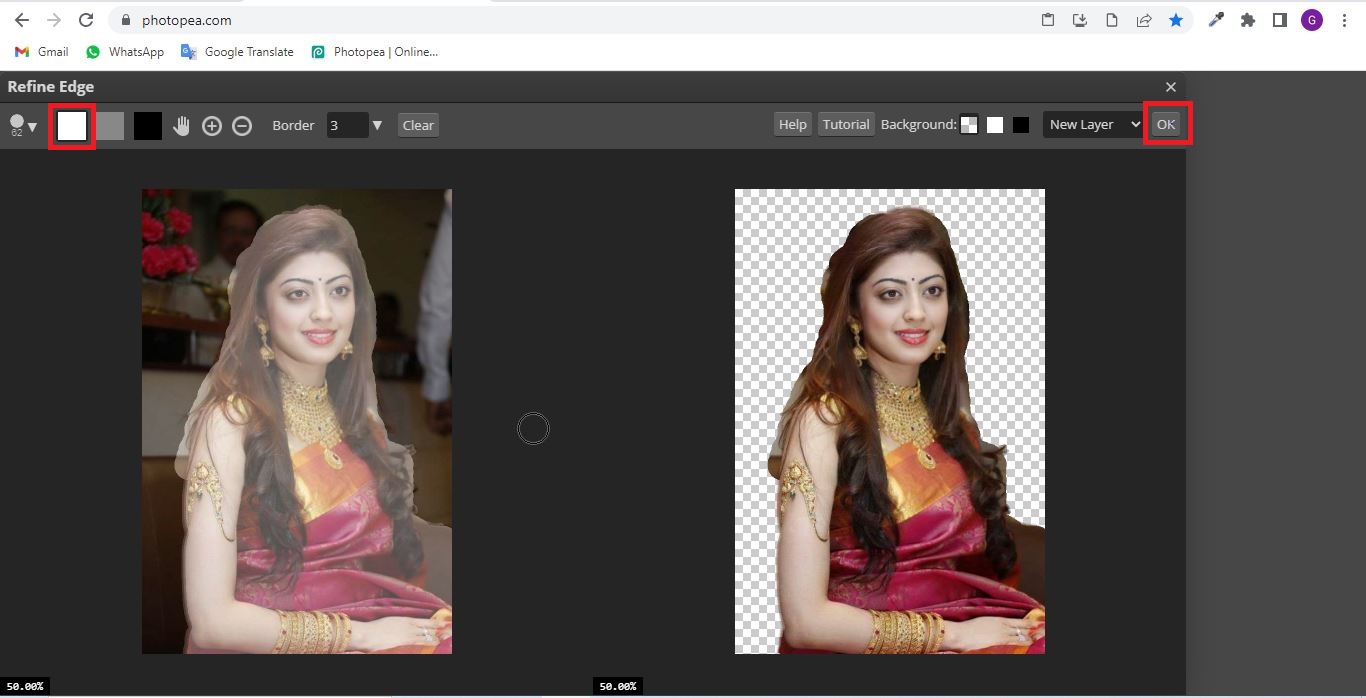 photopea.com
G
Gmail WhatsApp Google Translate Photopea | Online...
Refine Edge
62 Border 3 Clear Help Tutorial Background: New Layer OK
50.00% 50.00%